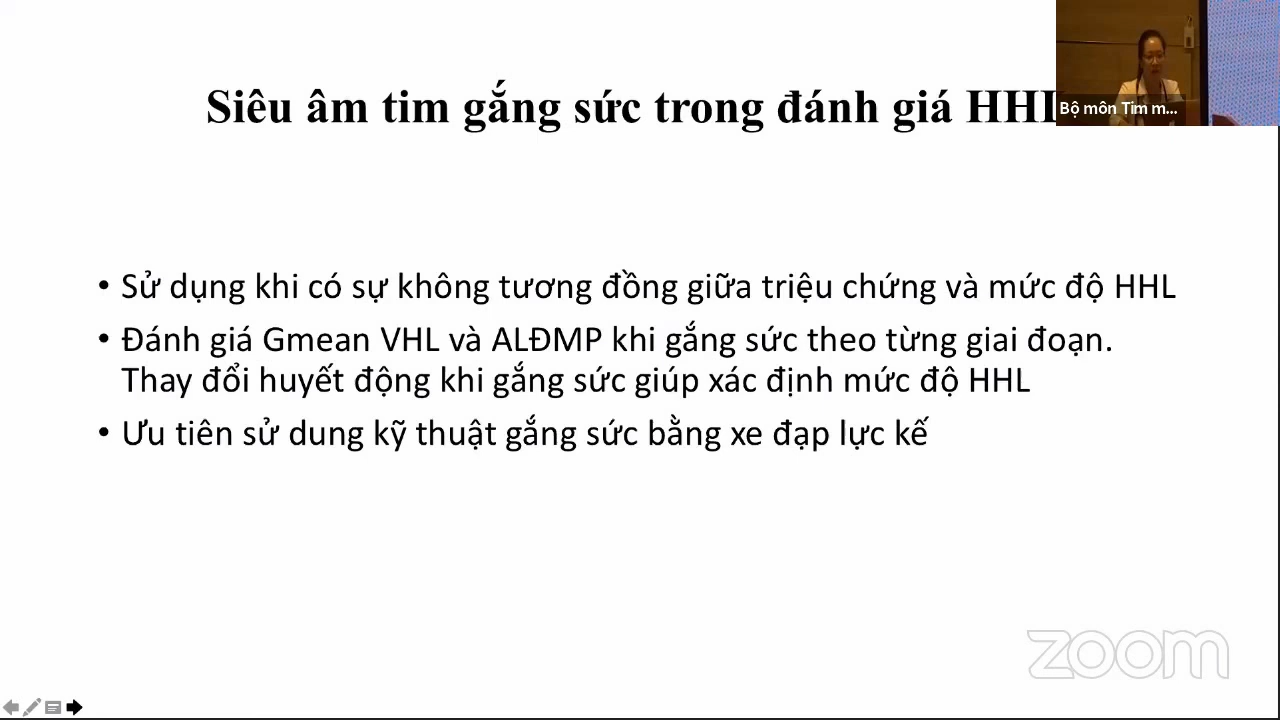 Siêu âm tim gắng sức trong đánh giá HHL
Bộ môn Tim m...
• Sử dụng khi có sự không tương đồng giữa triệu chứng và mức độ HHL
• Đánh giá Gmean VHL và ALĐMP khi gắng sức theo từng giai đoạn.
Thay đổi huyết động khi gắng sức giúp xác định mức độ HHL
• Ưu tiên sử dung kỹ thuật gắng sức bằng xe đạp lực kế
zoom